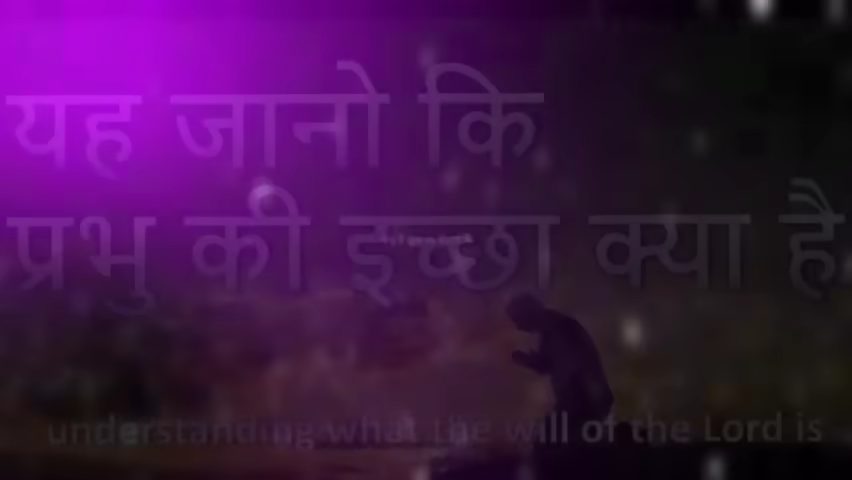 यह जानो कि
प्रभु की इच्छा क्या है
understanding what the will of the Lord is